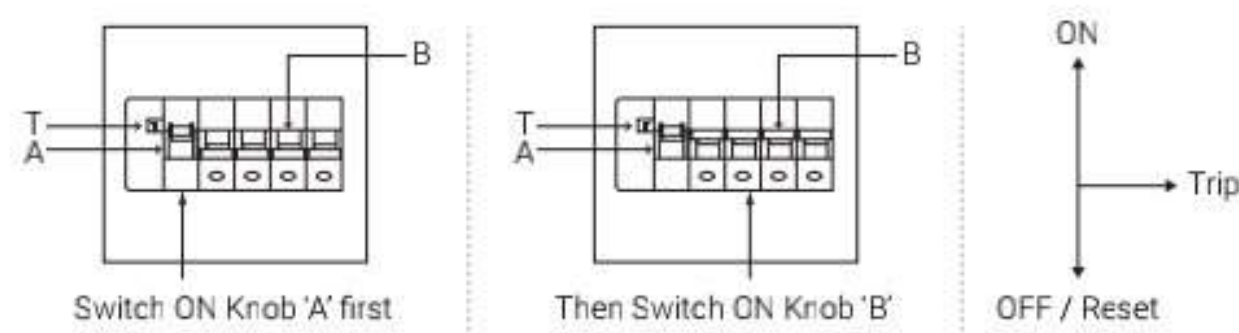 B
T
A
Switch ON Knob 'A' first
B
T
A
Then Switch ON Knob 'B'
ON
Trip
OFF / Reset